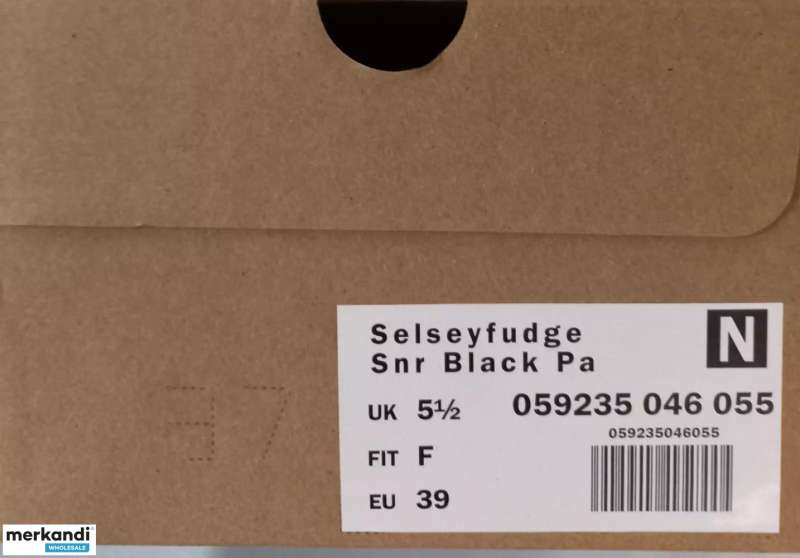 Selseyfudge
Snr Black Pa
N
UK 5½
059235 046 055
059235046055
FIT F
EU 39
merkandi
WHOLESALE